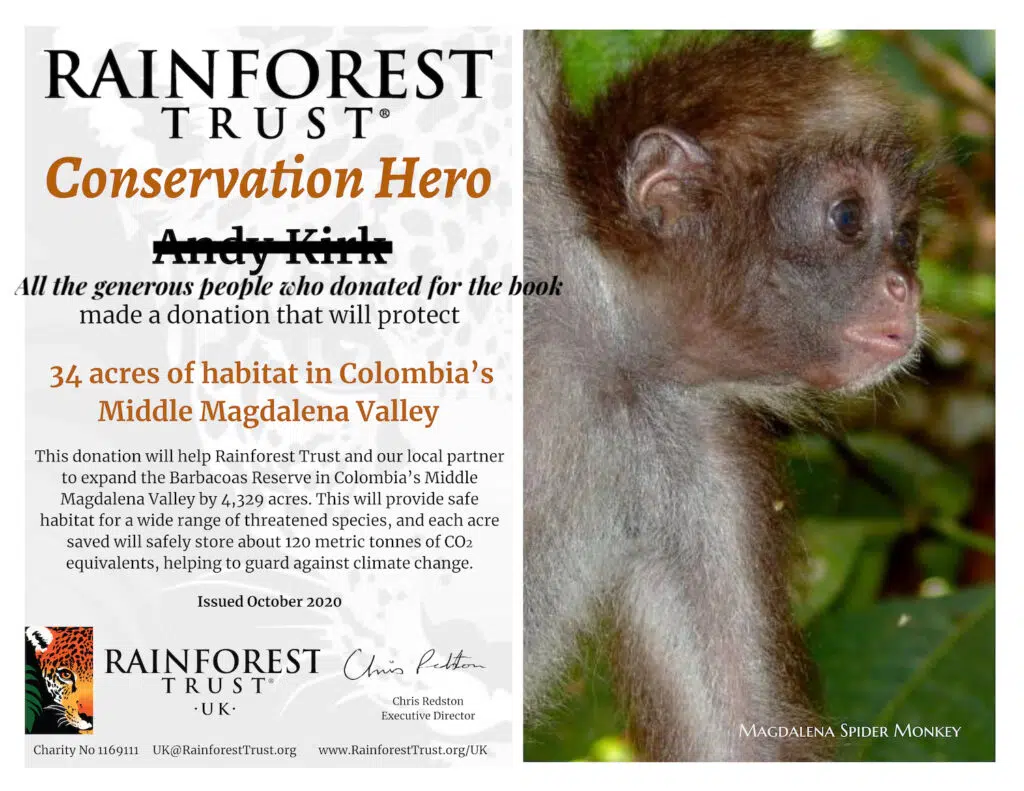 RAINFOREST
TRUST®
Conservation Hero
Andy Kirk
All the generous people who donated for the book
made a donation that will protect
34 acres of habitat in Colombia's
Middle Magdalena Valley
This donation will help Rainforest Trust and our local partner
to expand the Barbacoas Reserve in Colombia's Middle
Magdalena Valley by 4,329 acres. This will provide safe
habitat for a wide range of threatened species, and each acre
saved will safely store about 120 metric tonnes of CO₂
equivalents, helping to guard against climate change.
Issued October 2020
RAINFOREST
TRUST®
·UK·
Chris Redston
Chris Redston
Executive Director
Charity No 1169111 UK@RainforestTrust.org www.RainforestTrust.org/UK
MAGDALENA SPIDER MONKEY